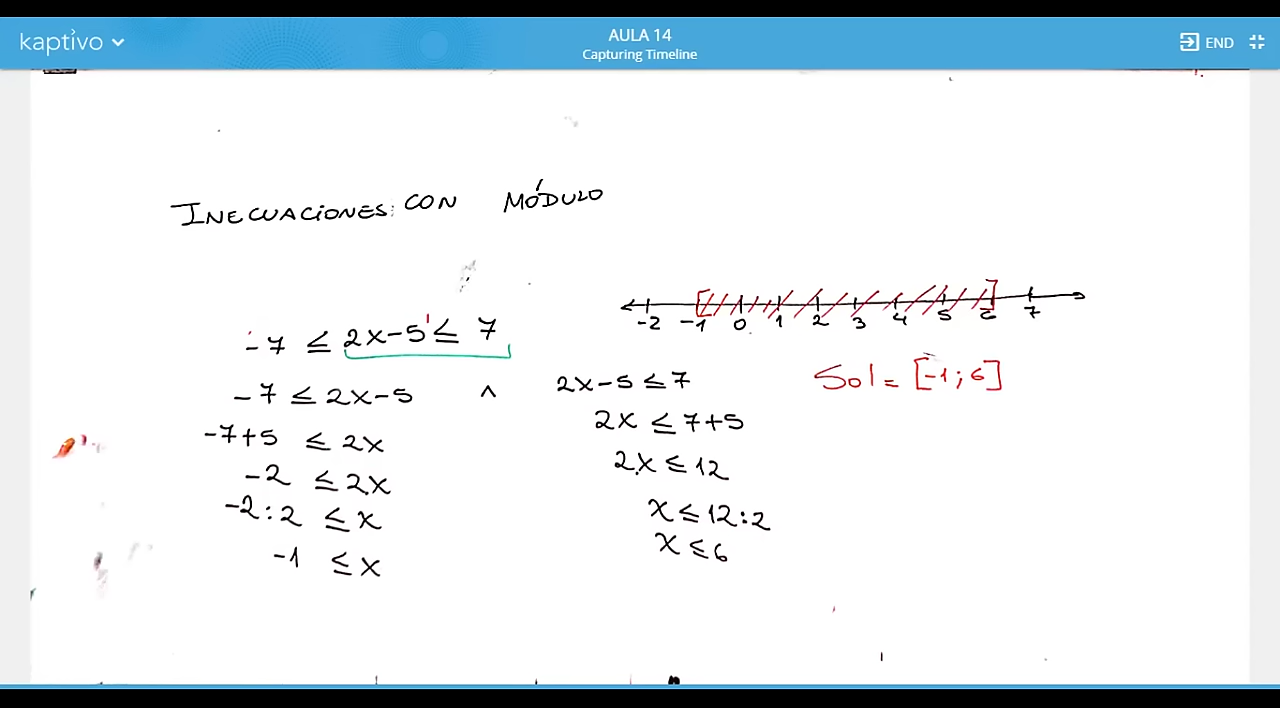 kaptivo
AULA 14
Capturing Timeline
END
INECUACIONES CON MÓDULO
-2 -1 0 1 2 3 4 5 6 7
-7 ≤ 2x-5 ≤ 7
Sol = [-1; 6]
-7 ≤ 2x-5 ^ 2x-5 ≤ 7
-7+5 ≤ 2x 2x ≤ 7+5
-2 ≤ 2x 2x ≤ 12
-2:2 ≤ x x ≤ 12:2
-1 ≤ x x ≤ 6